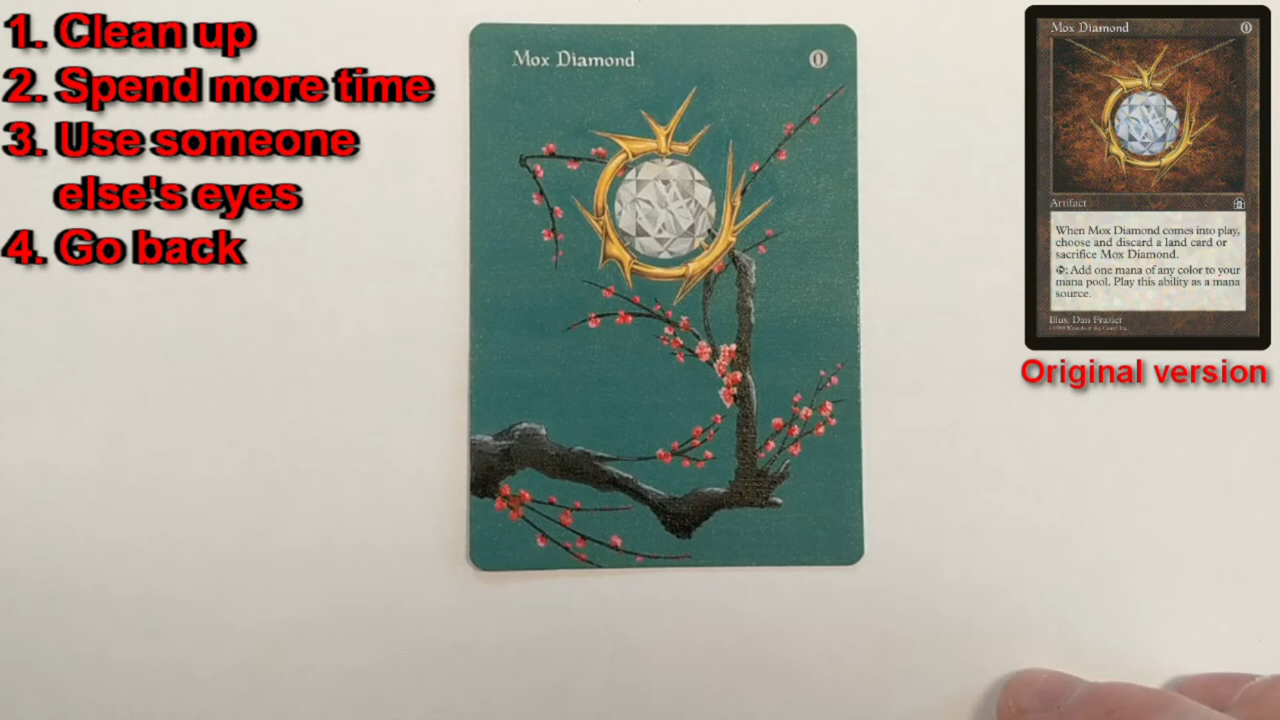 1. Clean up
2. Spend more time
3. Use someone
else's eyes
4. Go back
Mox Diamond
0
Mox Diamond
0
Artifact
When Mox Diamond comes into play,
choose and discard a land card or
sacrifice Mox Diamond.
: Add one mana of any color to your
mana pool. Play this ability as a mana
source.
Illus. Dan Frazier
Original version